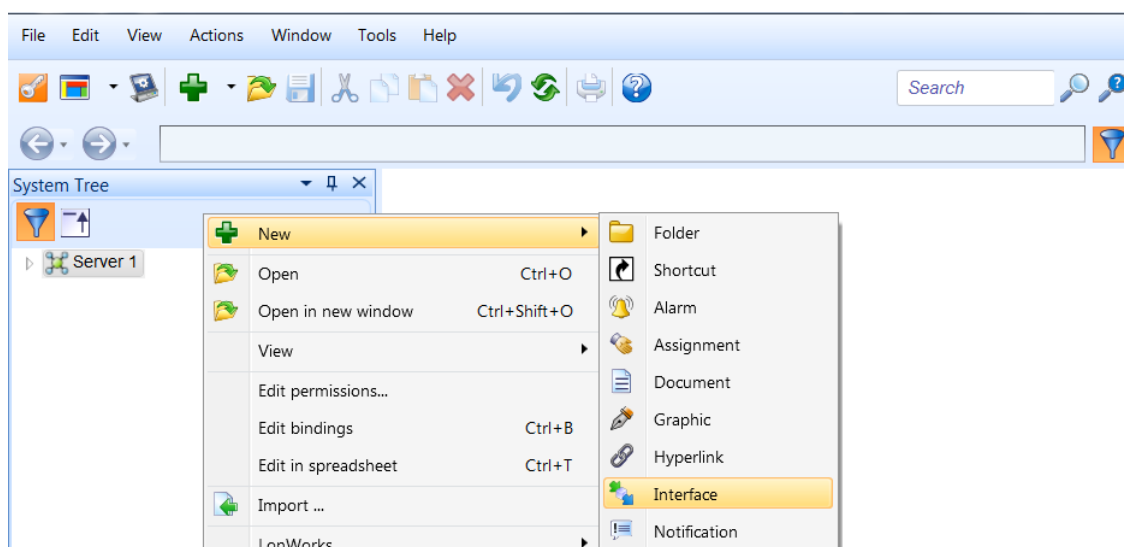 File Edit View Actions Window Tools Help
Search
System Tree
Server 1
New
Open Ctrl+O
Open in new window Ctrl+Shift+O
View
Edit permissions...
Edit bindings Ctrl+B
Edit in spreadsheet Ctrl+T
Import ...
LonWorks
Folder
Shortcut
Alarm
Assignment
Document
Graphic
Hyperlink
Interface
Notification